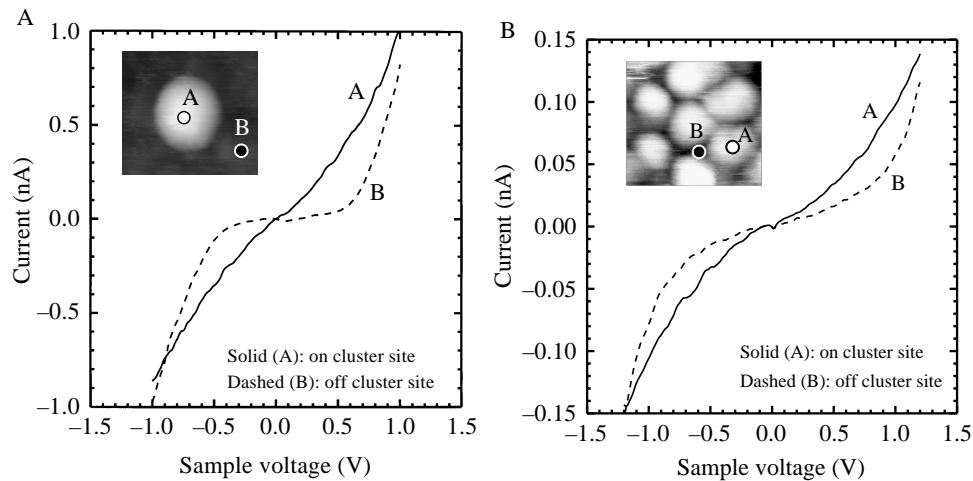 A
1.0
0.5
0.0
−0.5
−1.0
Current (nA)
A
B
A
B
Solid (A): on cluster site
Dashed (B): off cluster site
−1.5 −1.0 −0.5 0.0 0.5 1.0 1.5
Sample voltage (V)
B
0.15
0.10
0.05
0.00
−0.05
−0.10
−0.15
Current (nA)
B
A
A
B
Solid (A): on cluster site
Dashed (B): off cluster site
−1.5 −1.0 −0.5 0.0 0.5 1.0 1.5
Sample voltage (V)